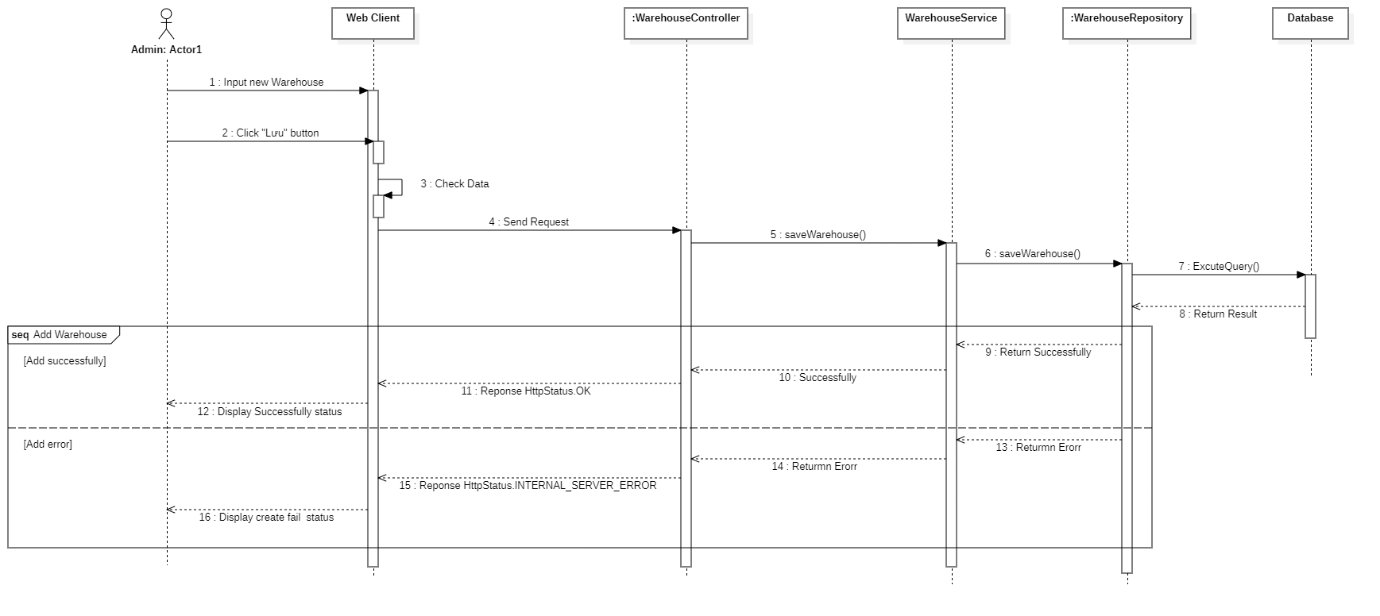 Web Client
:WarehouseController
WarehouseService
:WarehouseRepository
Database
Admin: Actor1
1 : Input new Warehouse
2 : Click "Lưu" button
3 : Check Data
4 : Send Request
5 : saveWarehouse()
6 : saveWarehouse()
7 : ExcuteQuery()
8 : Return Result
seq Add Warehouse
[Add successfully]
9 : Return Successfully
10 : Successfully
11 : Reponse HttpStatus.OK
12 : Display Successfully status
[Add error]
13 : Returmn Erorr
14 : Returmn Erorr
15 : Reponse HttpStatus.INTERNAL_SERVER_ERROR
16 : Display create fail  status